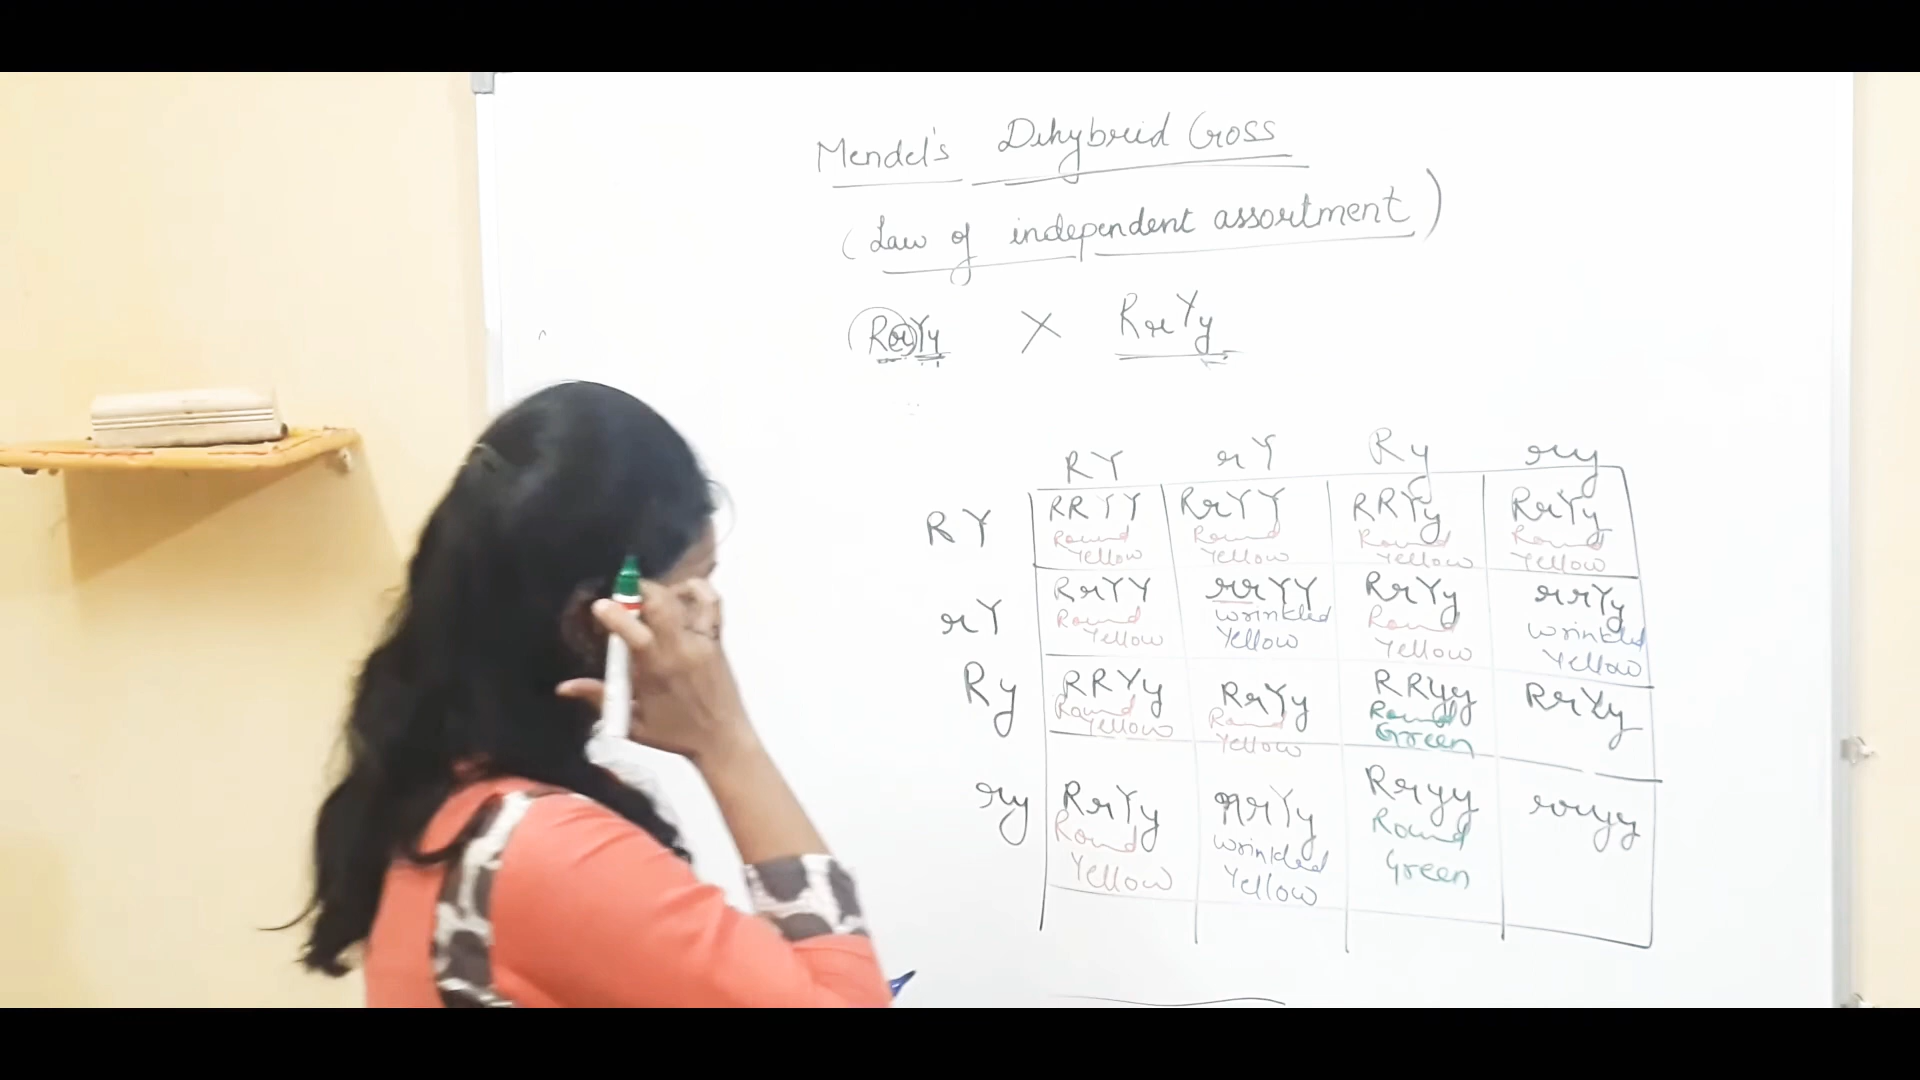 Mendel's Dihybrid Cross
(Law of independent assortment)
RrYy X RrYy
RY rY Ry ry
RY RRYY RrYY RRYy RrYy
Round Round Round Round
Yellow Yellow Yellow Yellow
rY RrYY rrYY RrYy rrYy
Round Wrinkled Round Wrinkled
Yellow Yellow Yellow Yellow
Ry RRYy RrYy RRyy RrYy
Round Round Round
Yellow Yellow Green
ry RrYy rrYy Rryy rryy
Round Wrinkled Round
Yellow Yellow Green